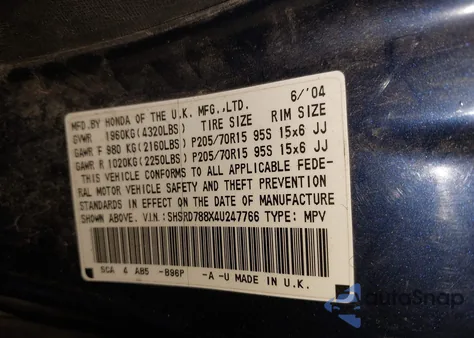 MFD.BY HONDA OF THE U.K. MFG.,LTD. 6/'04
GVWR 1960KG(4320LBS) TIRE SIZE RIM SIZE
GAWR F 980 KG(2160LBS) P205/70R15 95S 15x6 JJ
GAWR R 1020KG(2250LBS) P205/70R15 95S 15x6 JJ
THIS VEHICLE CONFORMS TO ALL APPLICABLE FEDE-
RAL MOTOR VEHICLE SAFETY AND THEFT PREVENTION
STANDARDS IN EFFECT ON THE DATE OF MANUFACTURE
SHOWN ABOVE. V.I.N.:SHSRD788X4U247766 TYPE: MPV
SCA 4 AB5 -B96P -A -U MADE IN U.K.
AutoSnap